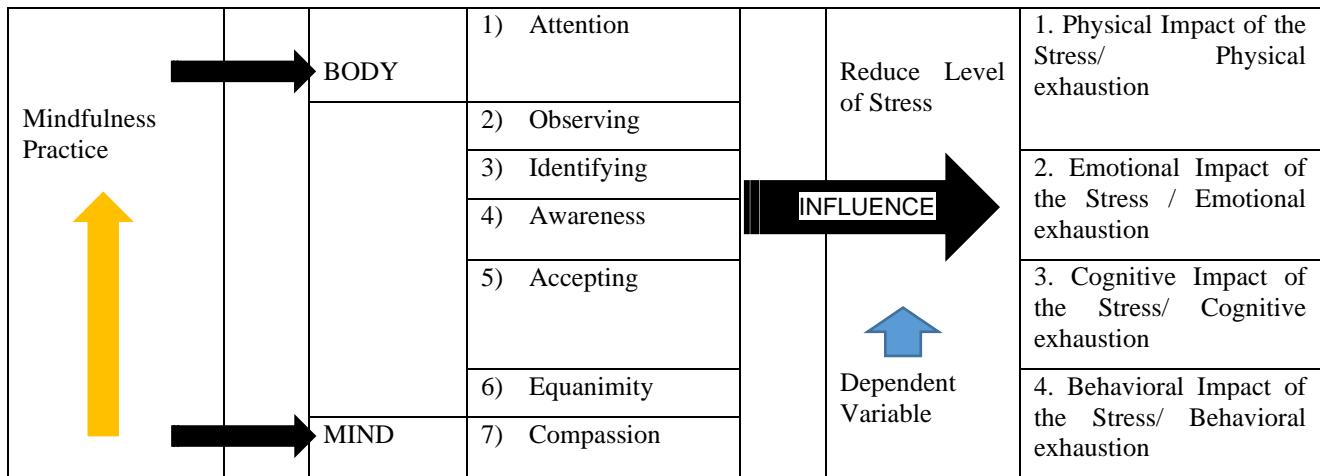 Mindfulness
Practice
BODY
MIND
1) Attention
2) Observing
3) Identifying
4) Awareness
5) Accepting
6) Equanimity
7) Compassion
Reduce Level
of Stress
INFLUENCE
Dependent
Variable
1. Physical Impact of the
Stress/ Physical
exhaustion
2. Emotional Impact of
the Stress / Emotional
exhaustion
3. Cognitive Impact of
the Stress/ Cognitive
exhaustion
4. Behavioral Impact of
the Stress/ Behavioral
exhaustion